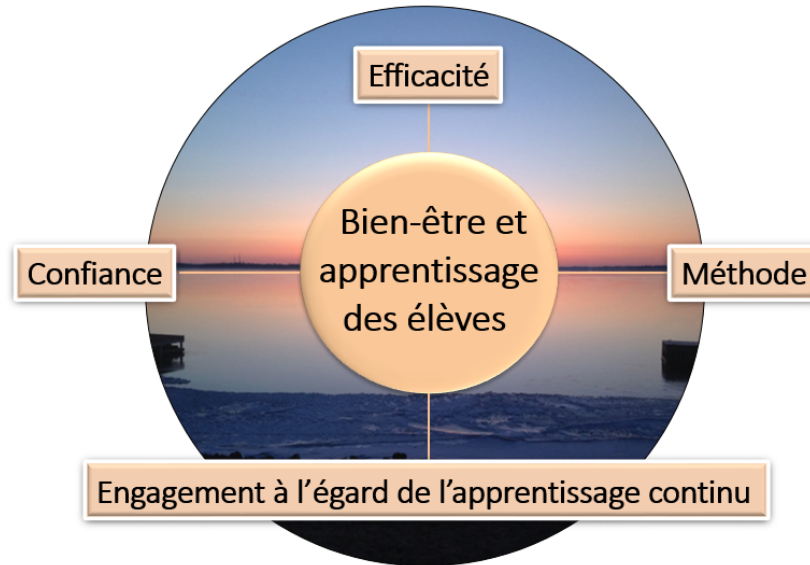 Efficacité
Bien-être et
apprentissage
des élèves
Confiance
Méthode
Engagement à l’égard de l’apprentissage continu